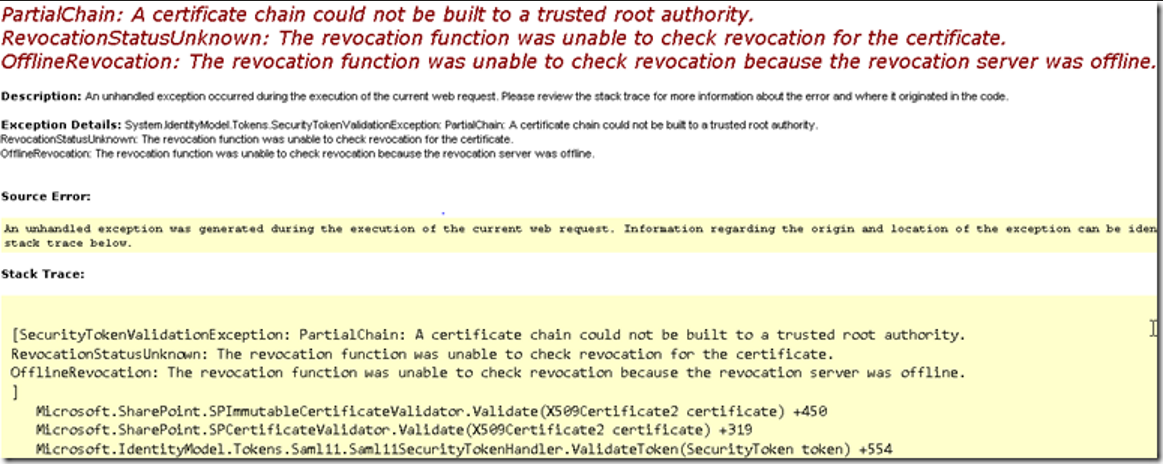 PartialChain: A certificate chain could not be built to a trusted root authority.
RevocationStatusUnknown: The revocation function was unable to check revocation for the certificate.
OfflineRevocation: The revocation function was unable to check revocation because the revocation server was offline.
Description: An unhandled exception occurred during the execution of the current web request. Please review the stack trace for more information about the error and where it originated in the code.
Exception Details: System.IdentityModel.Tokens.SecurityTokenValidationException: PartialChain: A certificate chain could not be built to a trusted root authority.
RevocationStatusUnknown: The revocation function was unable to check revocation for the certificate.
OfflineRevocation: The revocation function was unable to check revocation because the revocation server was offline.
Source Error:
An unhandled exception was generated during the execution of the current web request. Information regarding the origin and location of the exception can be iden
stack trace below.
Stack Trace:
[SecurityTokenValidationException: PartialChain: A certificate chain could not be built to a trusted root authority.
RevocationStatusUnknown: The revocation function was unable to check revocation for the certificate.
OfflineRevocation: The revocation function was unable to check revocation because the revocation server was offline.
]
Microsoft.SharePoint.SPImmutableCertificateValidator.Validate(X509Certificate2 certificate) +450
Microsoft.SharePoint.SPCertificateValidator.Validate(X509Certificate2 certificate) +319
Microsoft.IdentityModel.Tokens.Saml11.Saml11SecurityTokenHandler.ValidateToken(SecurityToken token) +554